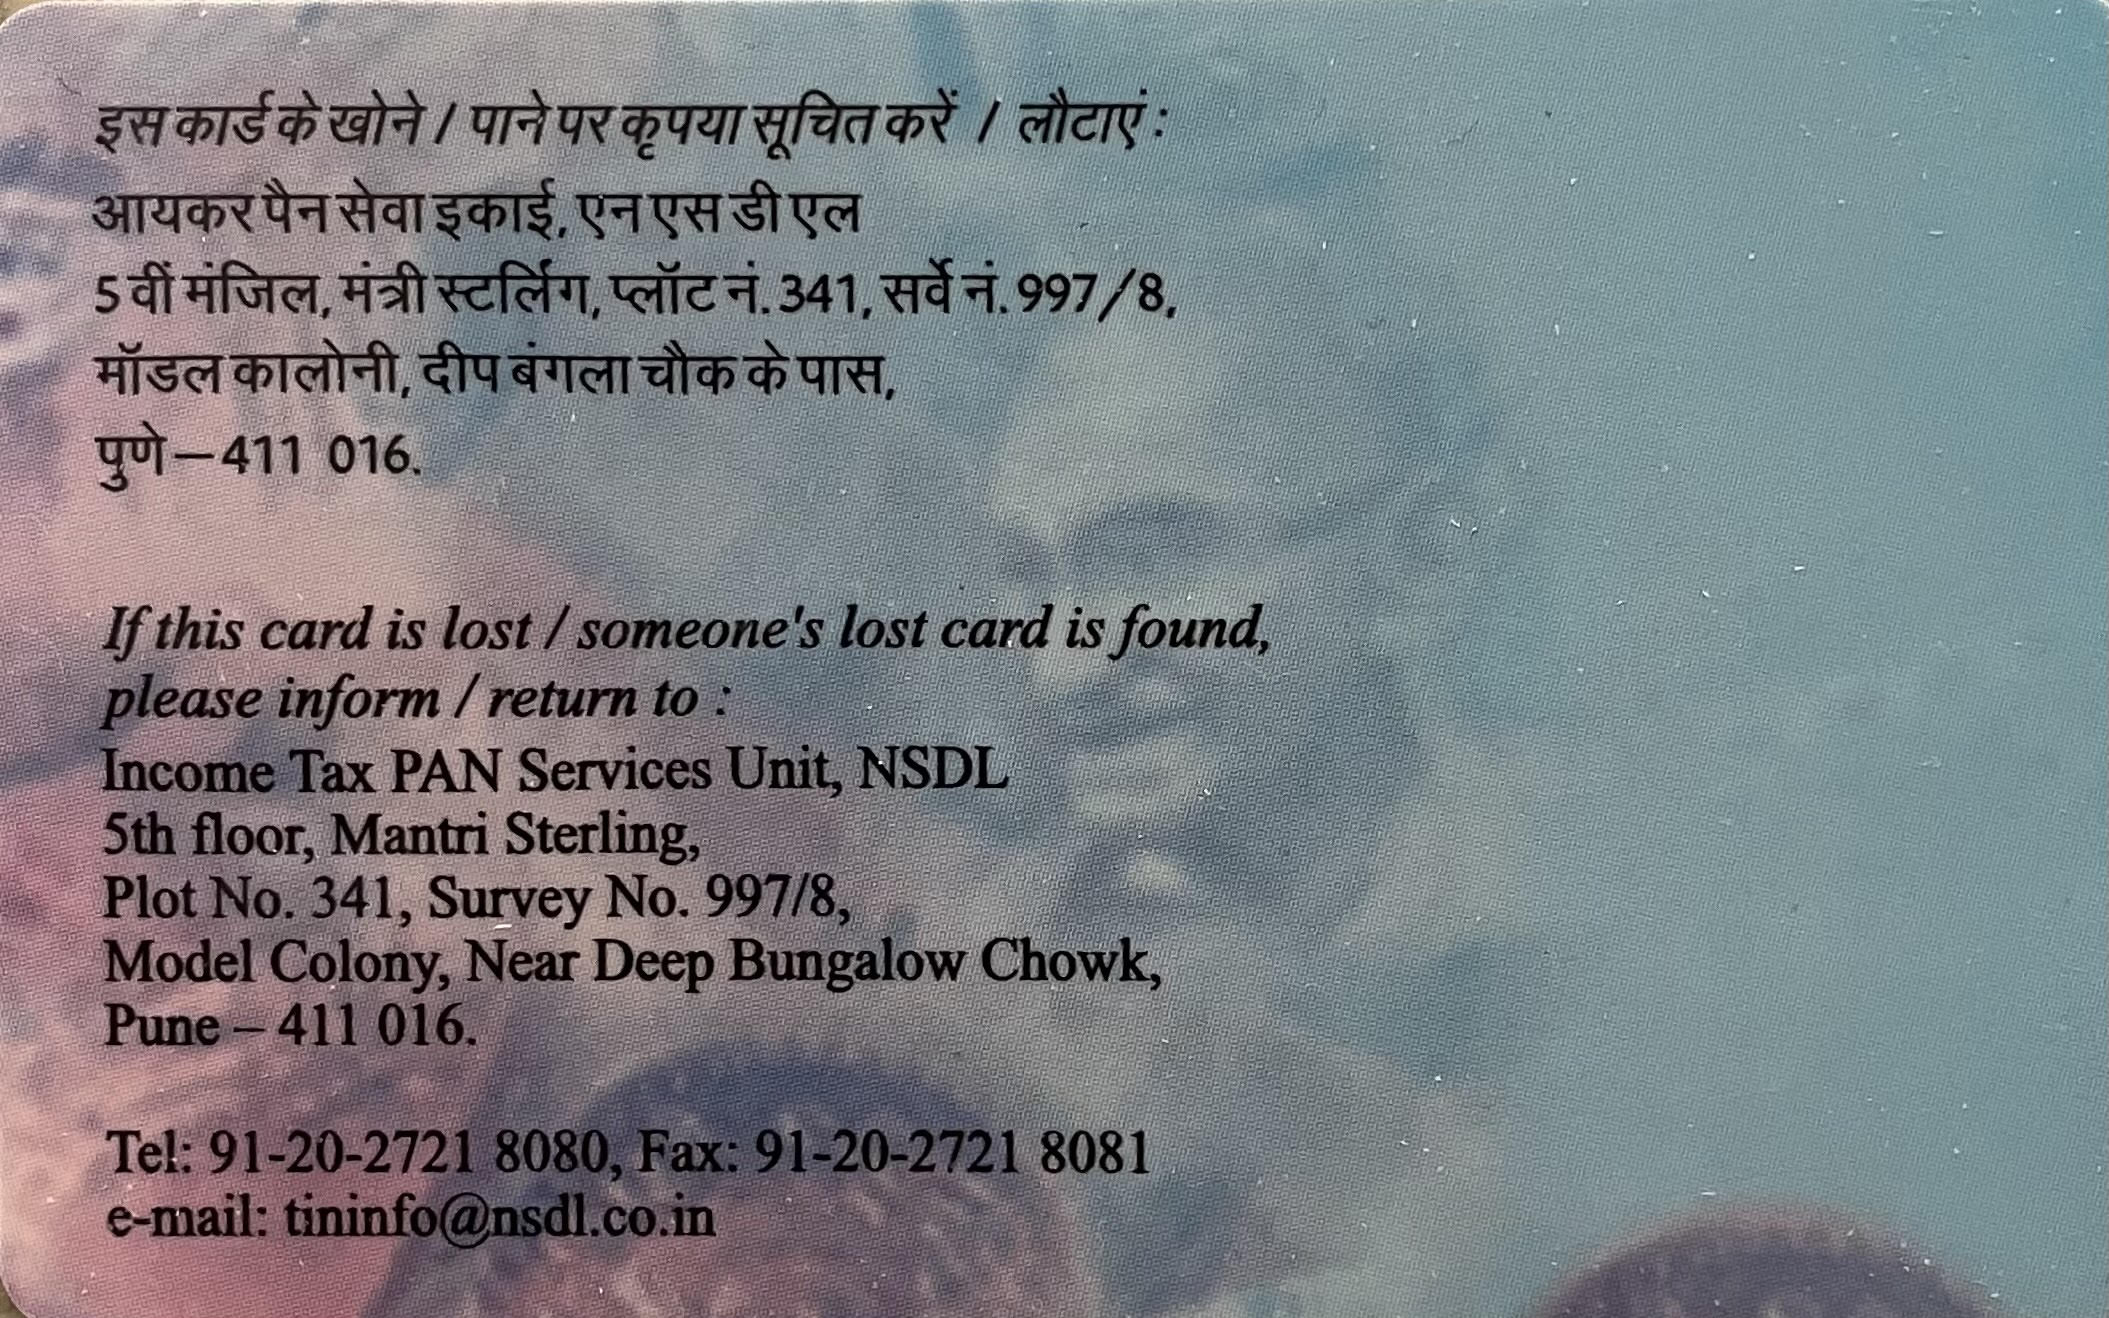 इस कार्ड के खोने / पाने पर कृपया सूचित करें / लौटाएं :
आयकर पैन सेवा इकाई, एन एस डी एल
5 वीं मंजिल, मंत्री स्टर्लिंग, प्लॉट नं. 341, सर्वे नं. 997/8,
मॉडल कालोनी, दीप बंगला चौक के पास,
पुणे – 411 016.
If this card is lost / someone's lost card is found,
please inform / return to :
Income Tax PAN Services Unit, NSDL
5th floor, Mantri Sterling,
Plot No. 341, Survey No. 997/8,
Model Colony, Near Deep Bungalow Chowk,
Pune – 411 016.
Tel: 91-20-2721 8080, Fax: 91-20-2721 8081
e-mail: tininfo@nsdl.co.in